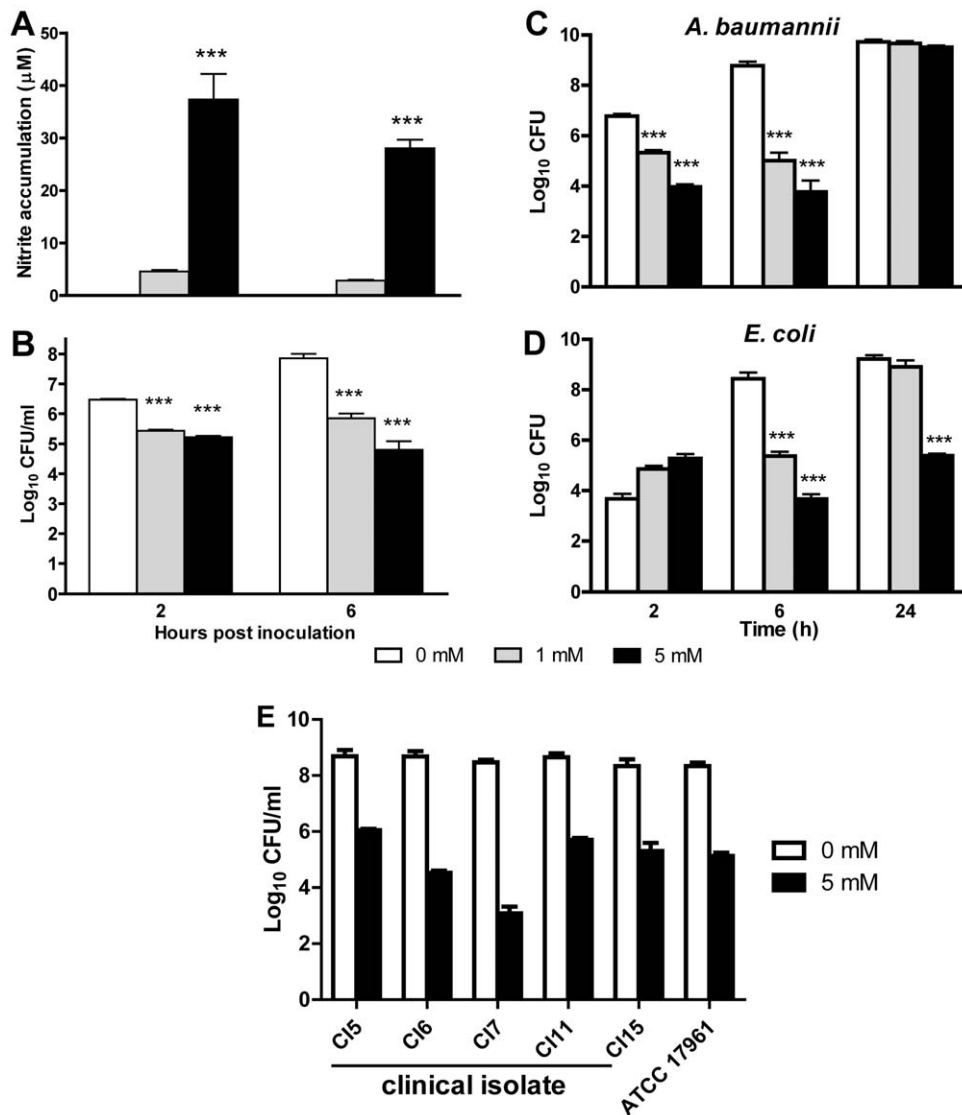 A
50
40
30
20
10
0
Nitrite accumulation (μM)
***
***
B
8
7
6
5
4
3
2
1
0
Log10 CFU/ml
***
***
***
***
2
6
Hours post inoculation
C
A. baumannii
10
8
6
4
2
0
Log10 CFU
***
***
***
***
D
E. coli
10
8
6
4
2
0
Log10 CFU
***
***
***
2
6
24
Time (h)
0 mM
1 mM
5 mM
E
10
8
6
4
2
0
Log10 CFU/ml
CI5
CI6
CI7
CI11
CI15
ATCC 17961
clinical isolate
0 mM
5 mM